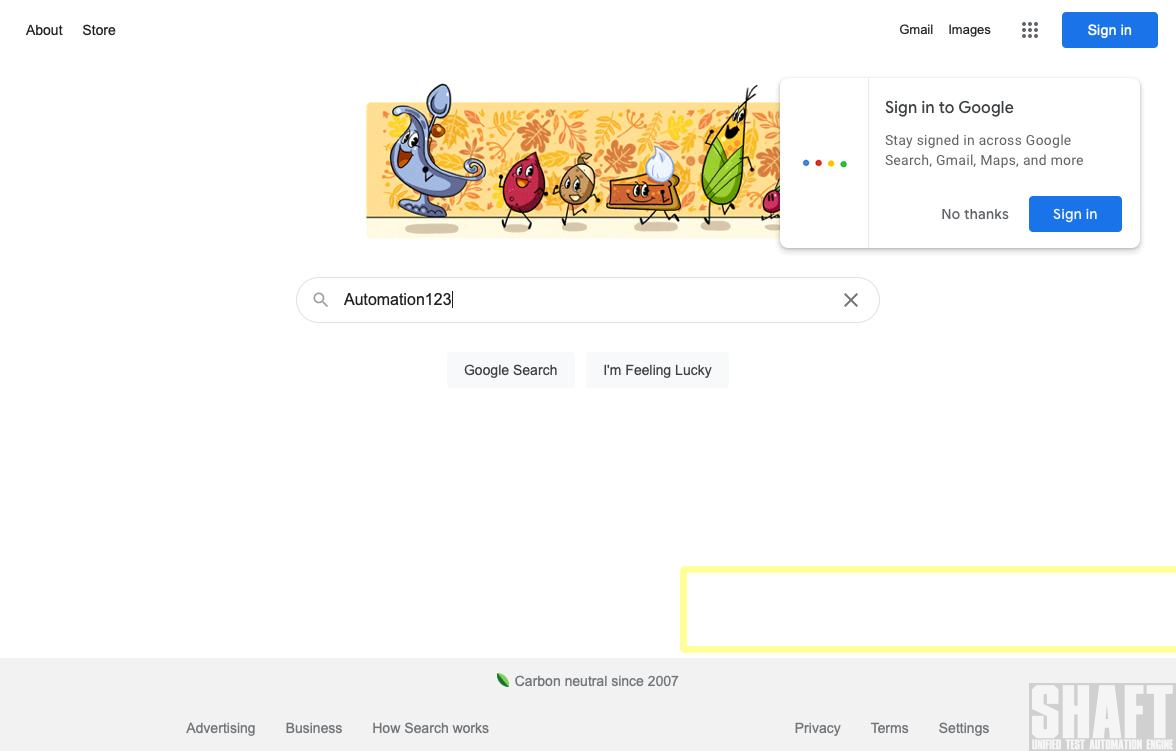 About Store
Gmail Images
Sign in
Sign in to Google
Stay signed in across Google
Search, Gmail, Maps, and more
No thanks
Sign in
Automation123
Google Search
I'm Feeling Lucky
Carbon neutral since 2007
Advertising Business How Search works
Privacy Terms Settings
SHAFT
UNIFIED TEST AUTOMATION ENGINE